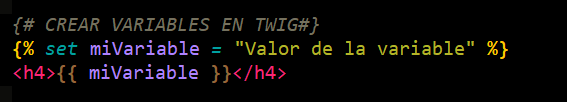 {# CREAR VARIABLES EN TWIG#}
{% set miVariable = "Valor de la variable" %}
<h4>{{ miVariable }}</h4>